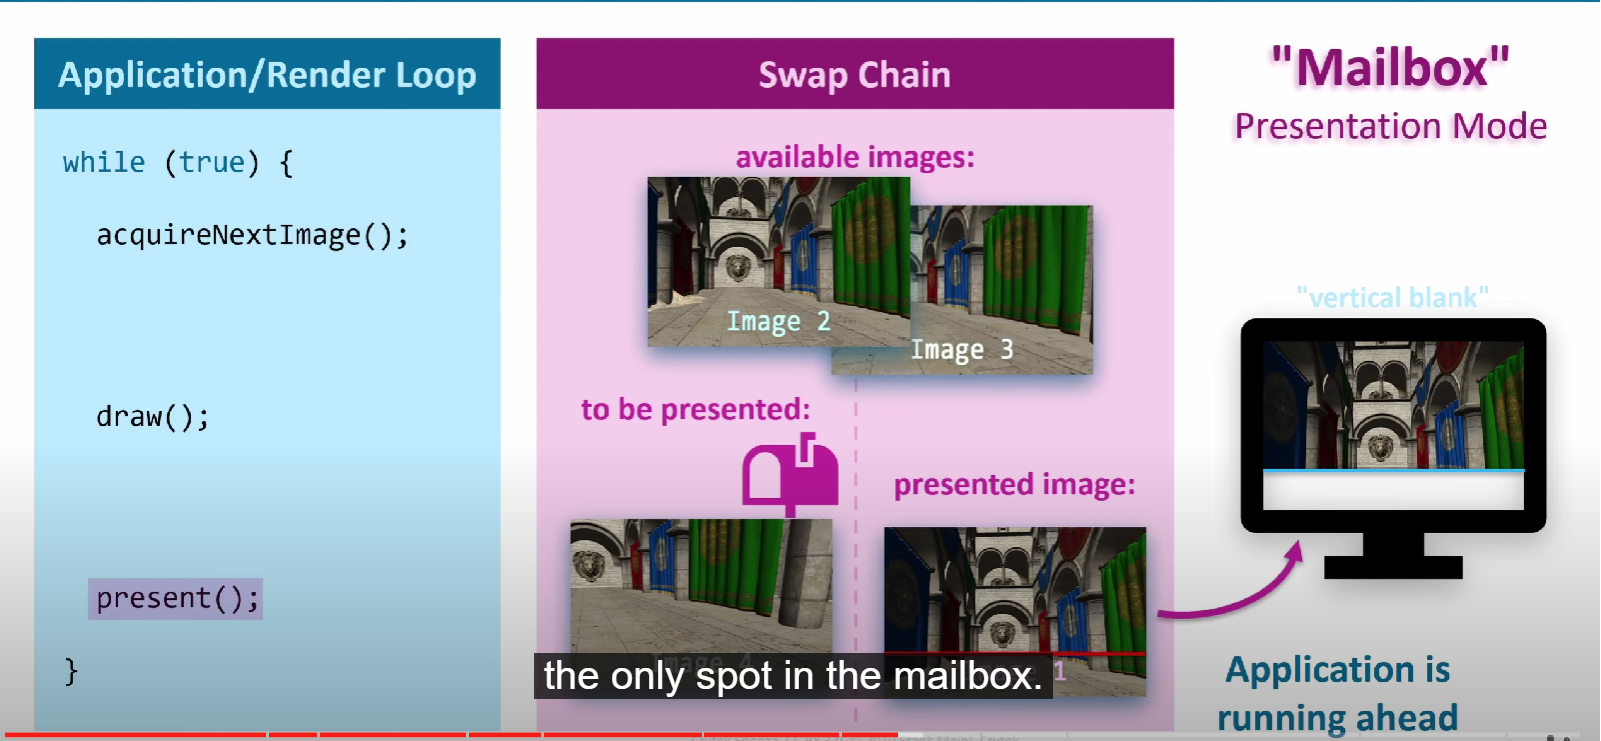 Application/Render Loop
while (true) {
acquireNextImage();
draw();
present();
}
Swap Chain
available images:
Image 2
Image 3
to be presented:
presented image:
1
the only spot in the mailbox.
"Mailbox"
Presentation Mode
"vertical blank"
Application is
running ahead